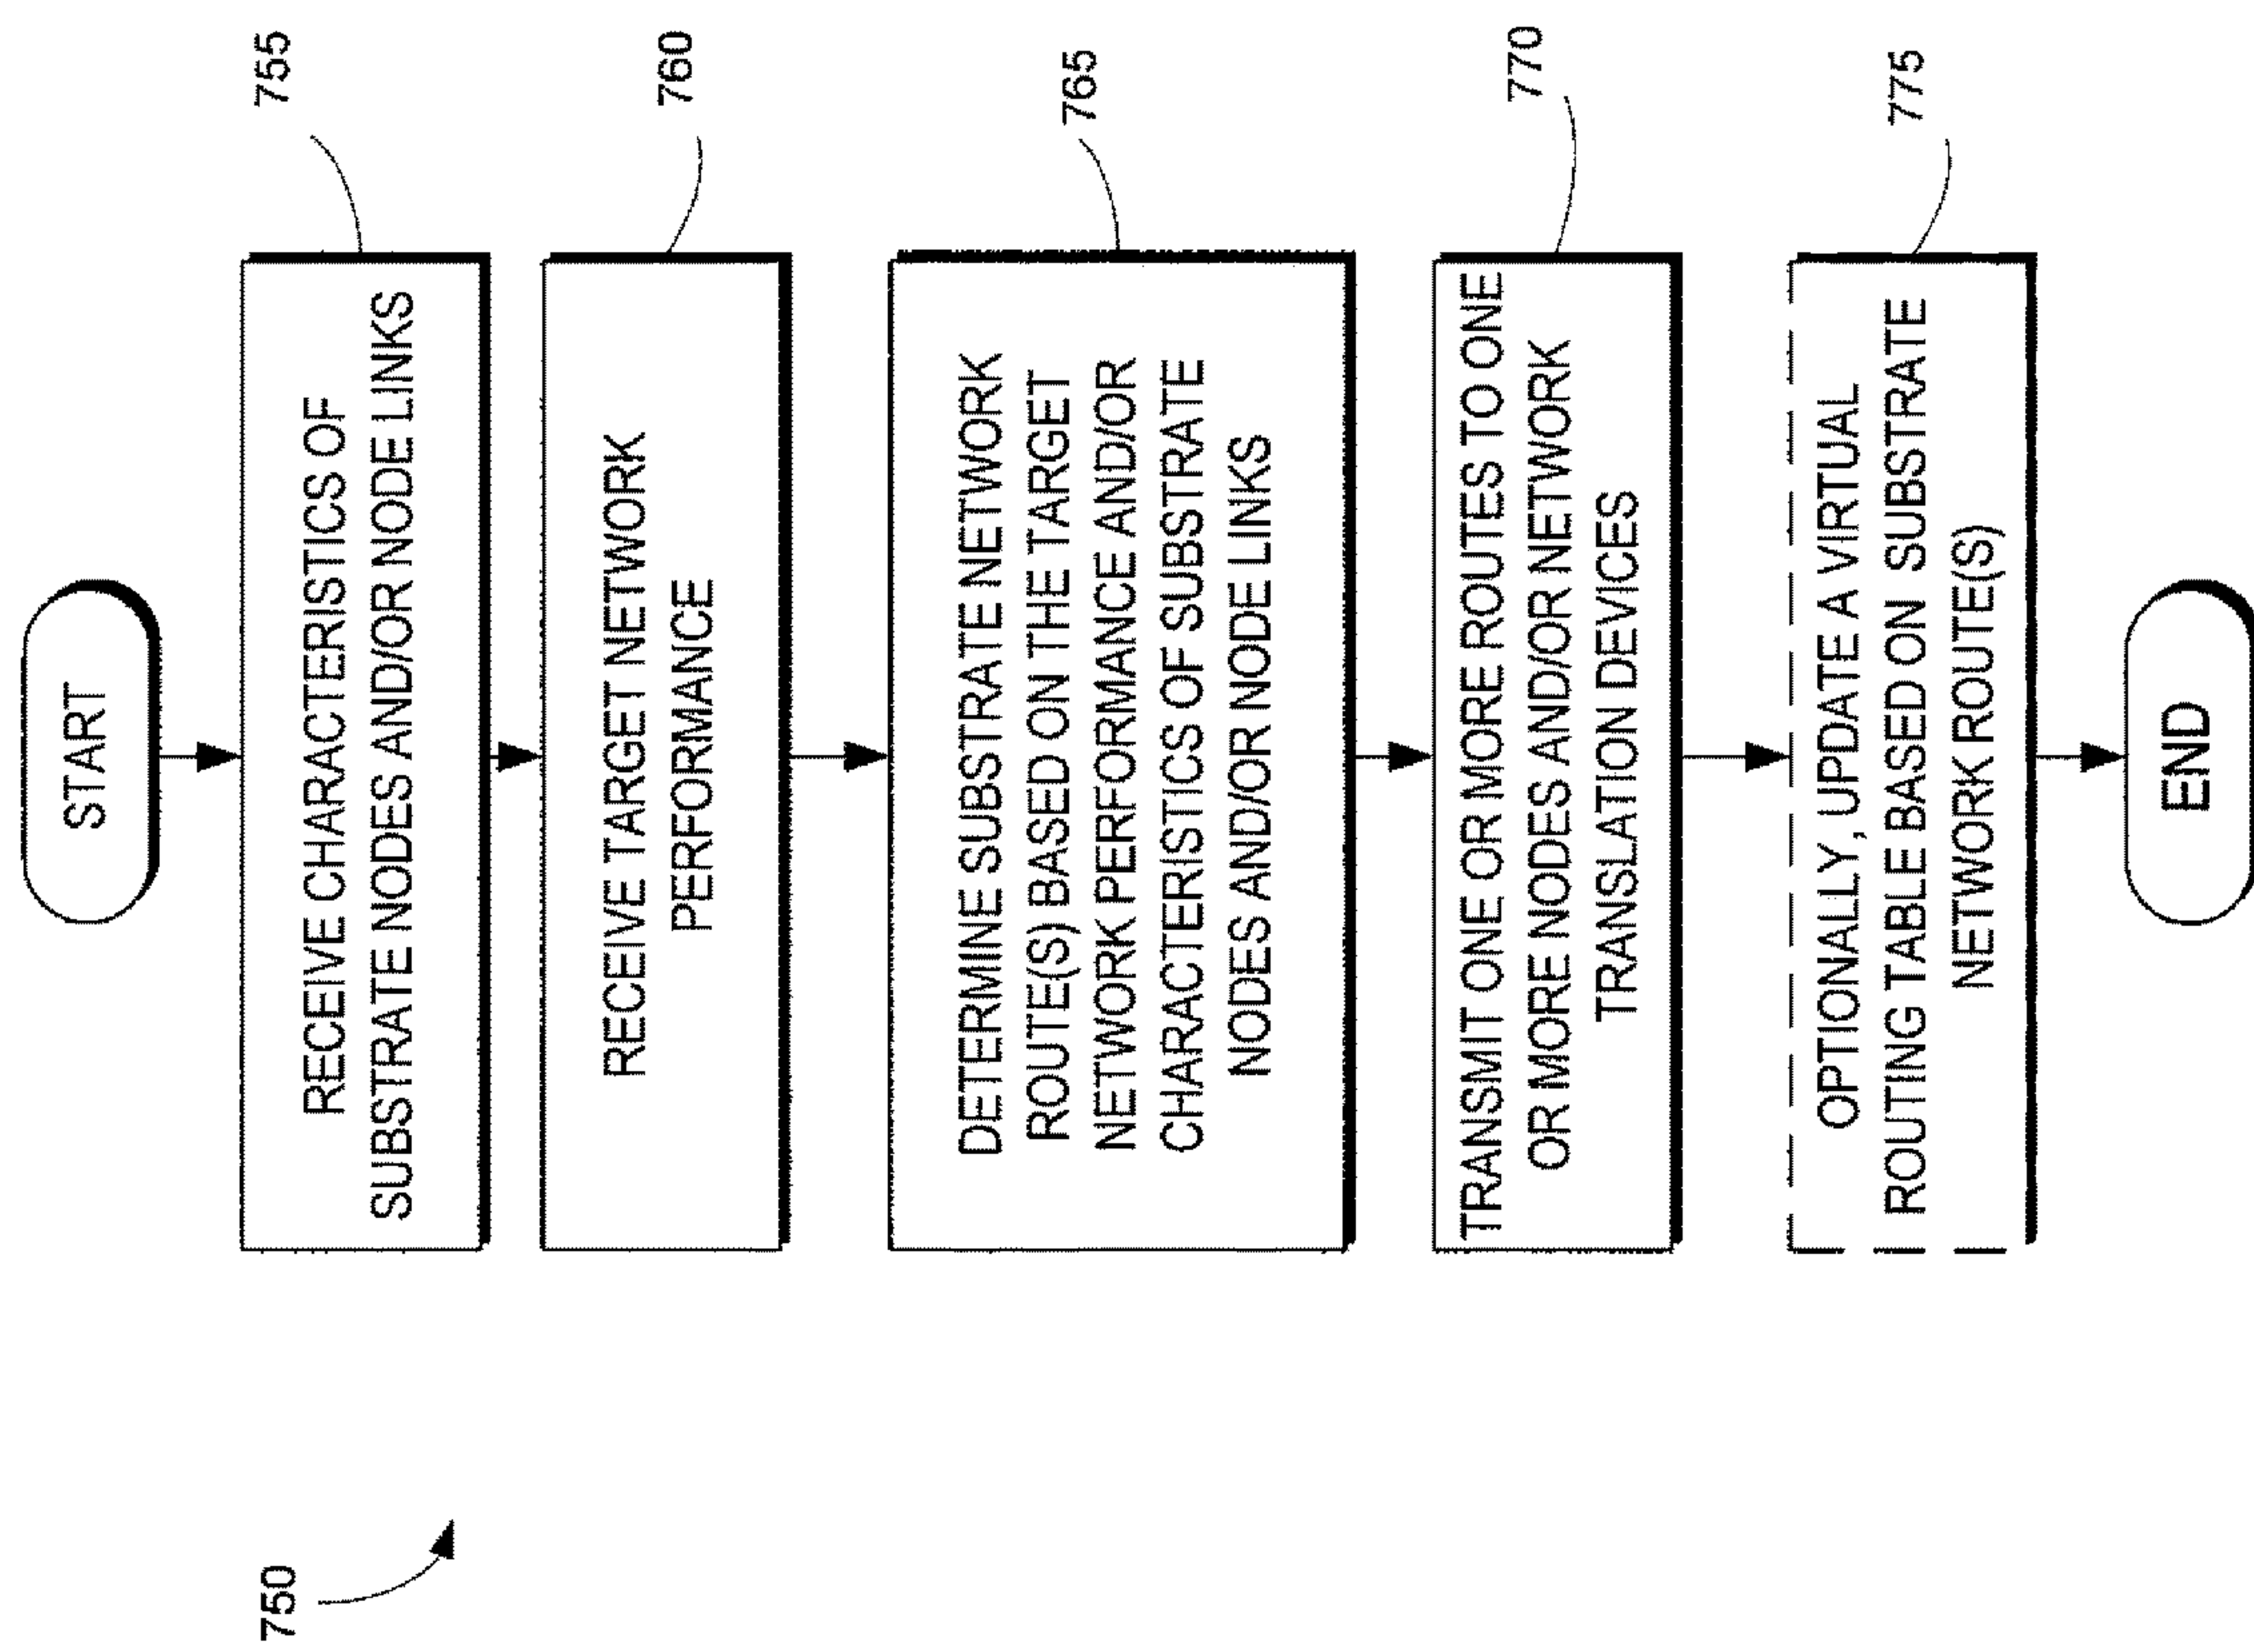 750
START
RECEIVE CHARACTERISTICS OF
SUBSTRATE NODES AND/OR NODE LINKS
755
RECEIVE TARGET NETWORK
PERFORMANCE
760
DETERMINE SUBSTRATE NETWORK
ROUTE(S) BASED ON THE TARGET
NETWORK PERFORMANCE AND/OR
CHARACTERISTICS OF SUBSTRATE
NODES AND/OR NODE LINKS
765
TRANSMIT ONE OR MORE ROUTES TO ONE
OR MORE NODES AND/OR NETWORK
TRANSLATION DEVICES
770
OPTIONALLY, UPDATE A VIRTUAL
ROUTING TABLE BASED ON SUBSTRATE
NETWORK ROUTE(S)
775
END